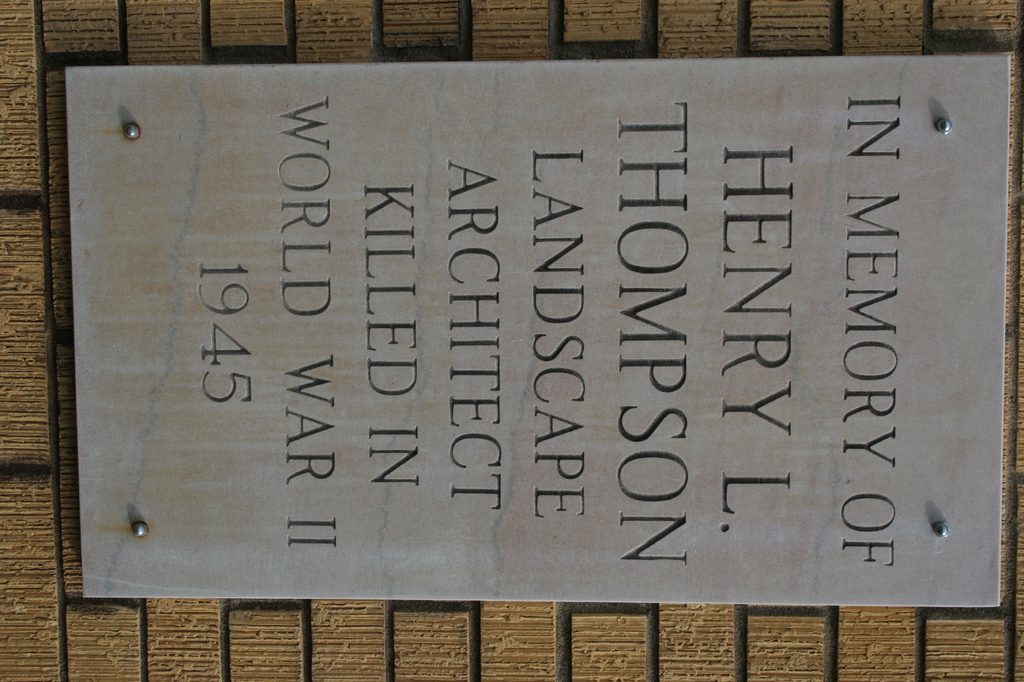 IN MEMORY OF
HENRY L.
THOMPSON
LANDSCAPE
ARCHITECT
KILLED IN
WORLD WAR II
1945